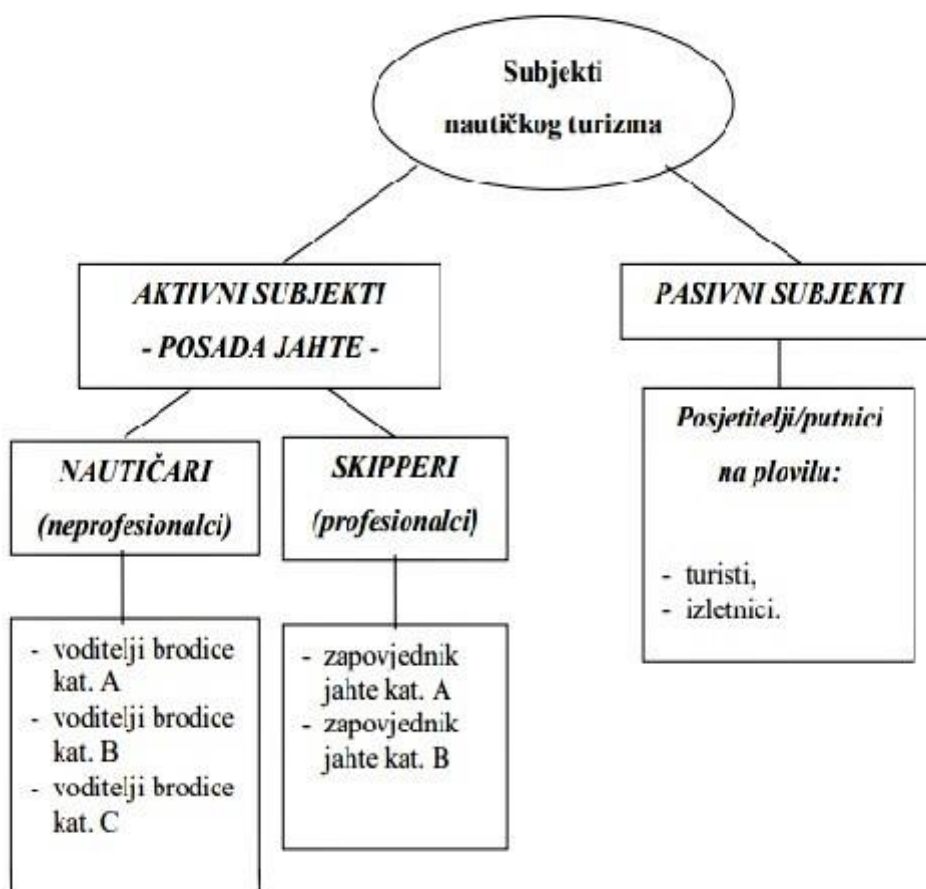 Subjekti
nautičkog turizma
AKTIVNI SUBJEKTI
- POSADA JAHTE -
PASIVNI SUBJEKTI
NAUTIČARI
(neprofesionalci)
SKIPPERI
(profesionalci)
Posjetitelji/putnici
na plovilu:
- turisti,
- izletnici.
- voditelji brodice
kat. A
- voditelji brodice
kat. B
- voditelji brodice
kat. C
- zapovjednik
jahte kat. A
- zapovjednik
jahte kat. B